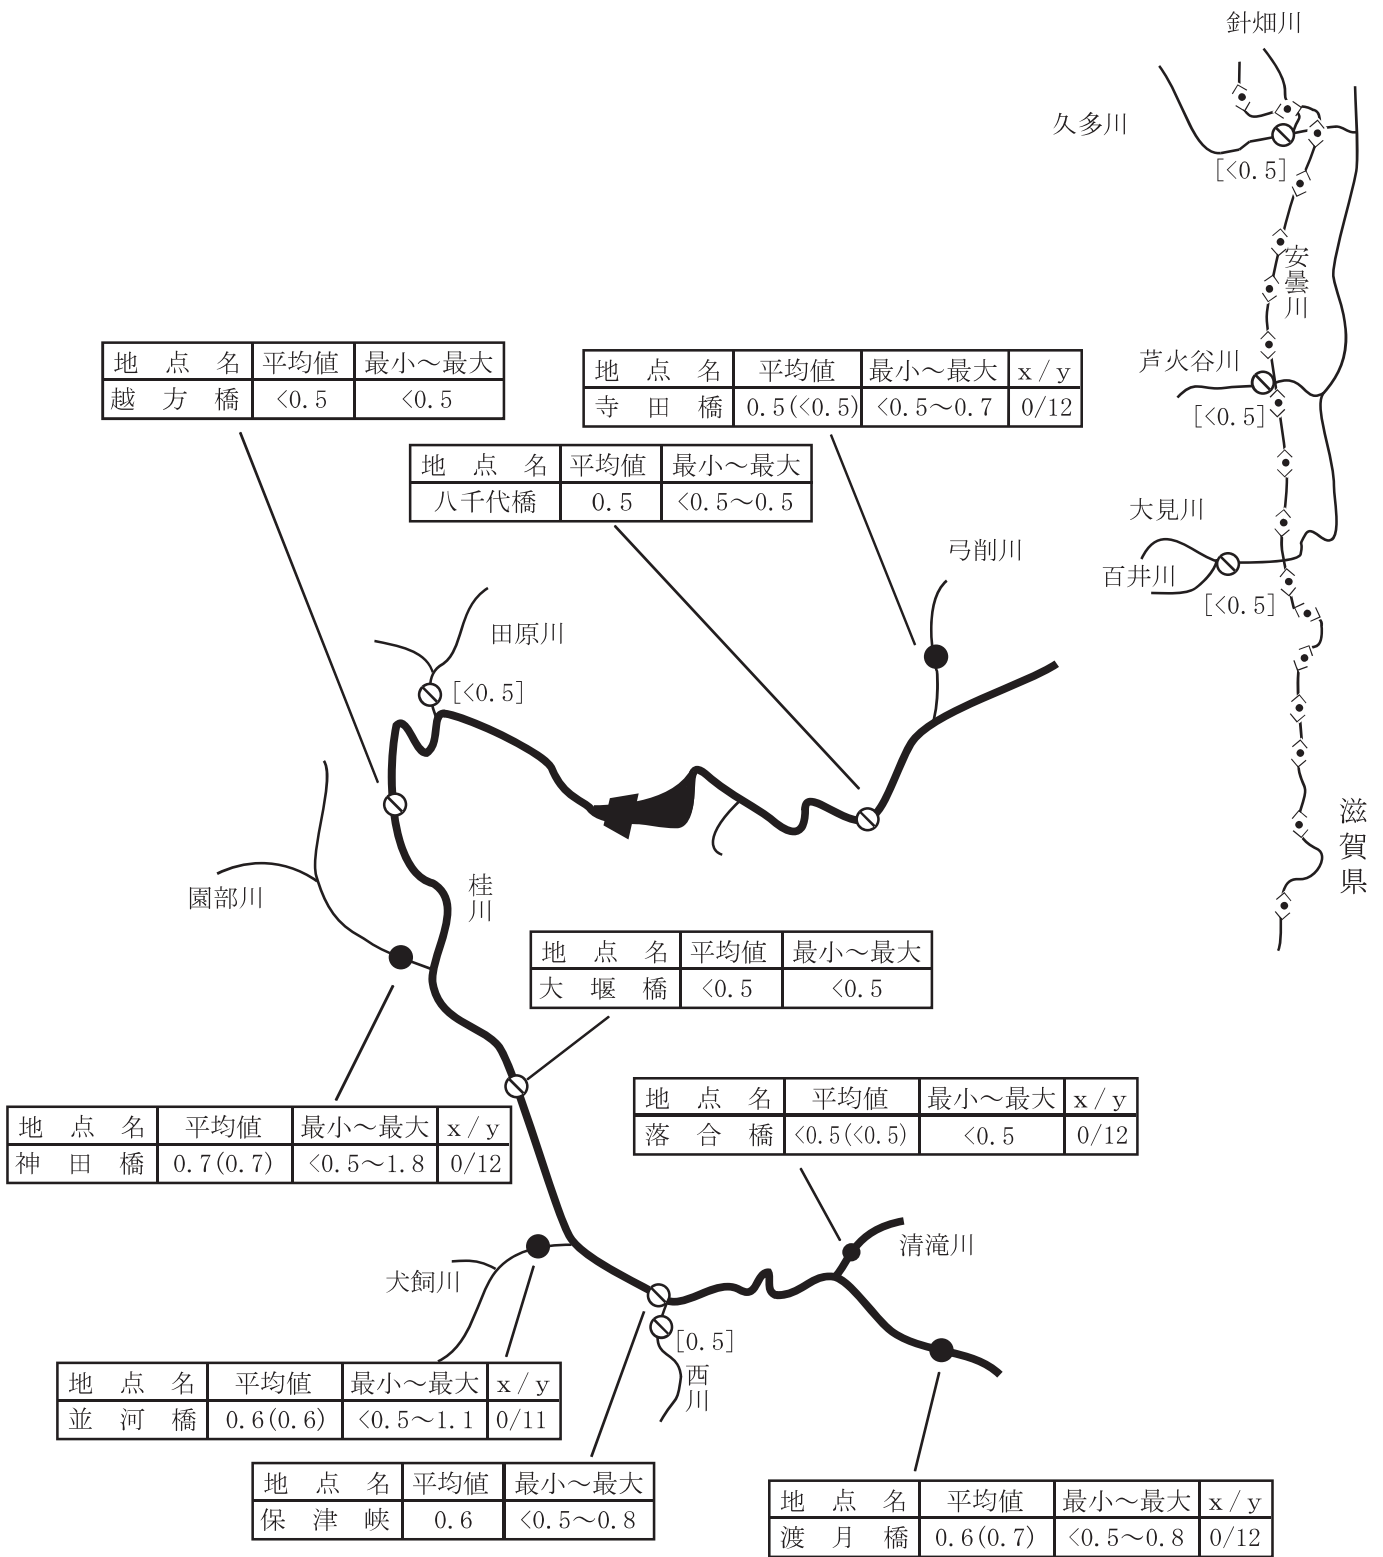 針畑川
久多川
[<0.5]
安曇川
芦火谷川
[<0.5]
大見川
百井川
[<0.5]
滋賀県
地　点　名 平均値 最小～最大
越　方　橋 <0.5 <0.5
地　点　名 平均値 最小～最大 x/y
寺　田　橋 0.5(<0.5) <0.5～0.7 0/12
地　点　名 平均値 最小～最大
八千代橋 0.5 <0.5～0.5
弓削川
田原川
[<0.5]
園部川
桂川
地　点　名 平均値 最小～最大
大　堰　橋 <0.5 <0.5
地　点　名 平均値 最小～最大 x/y
神　田　橋 0.7(0.7) <0.5～1.8 0/12
地　点　名 平均値 最小～最大 x/y
落　合　橋 <0.5(<0.5) <0.5 0/12
清滝川
犬飼川
[0.5]
西川
地　点　名 平均値 最小～最大 x/y
並　河　橋 0.6(0.6) <0.5～1.1 0/11
地　点　名 平均値 最小～最大
保　津　峡 0.6 <0.5～0.8
地　点　名 平均値 最小～最大 x/y
渡　月　橋 0.6(0.7) <0.5～0.8 0/12